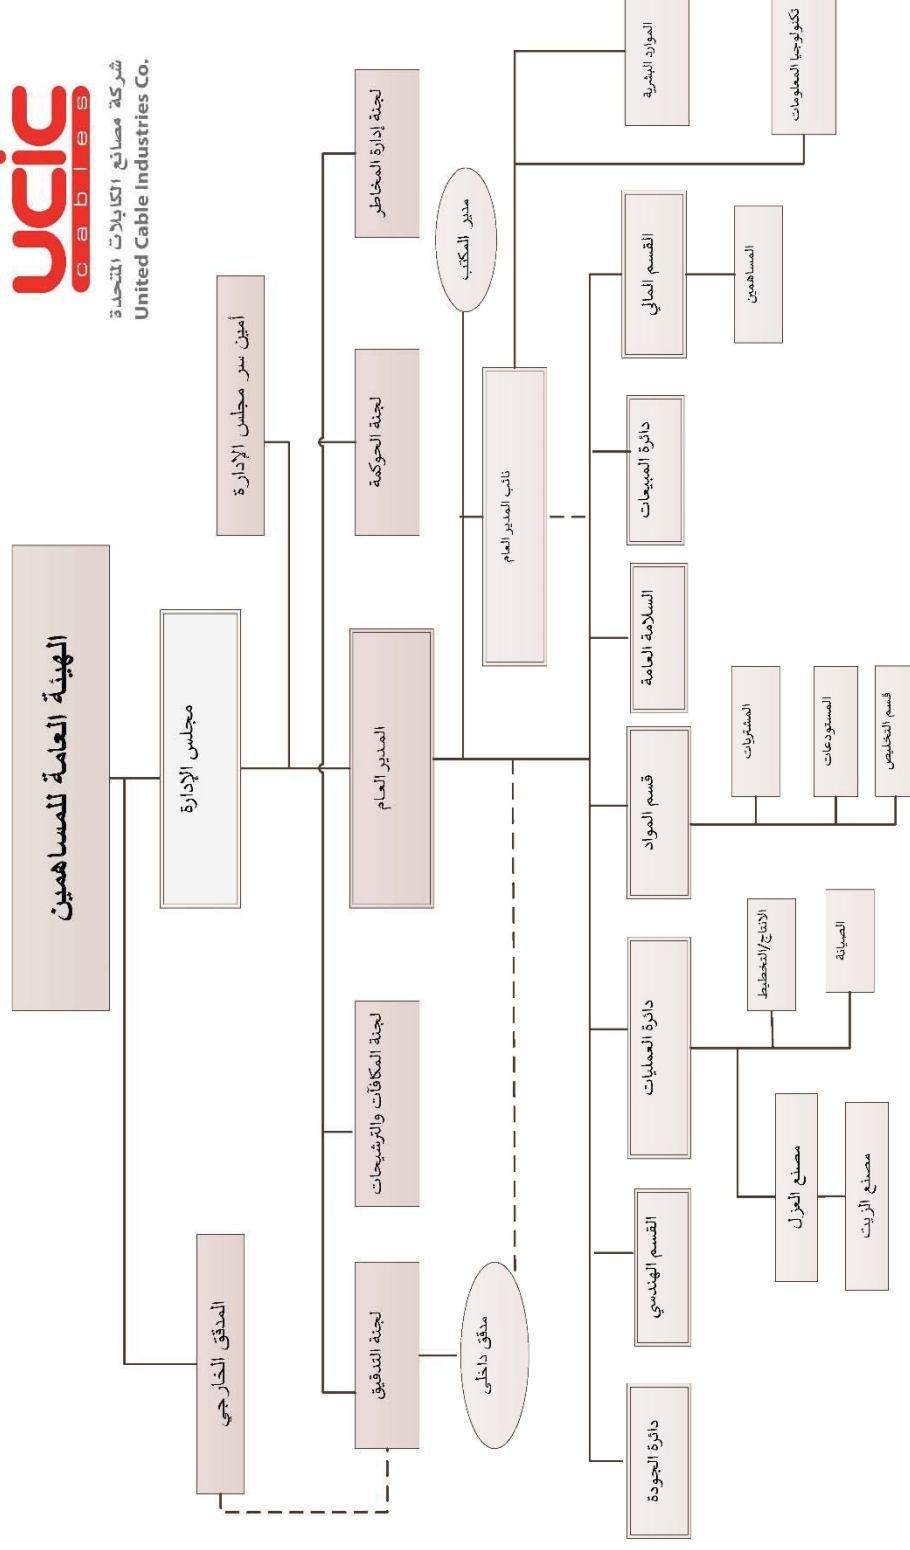 ucic
cables
شركة مصانع الكابلات المتحدة
United Cable Industries Co.
الهيئة العامة للمساهمين
مجلس الإدارة
المدقق الخارجي
أمين سر مجلس الإدارة
لجنة إدارة المخاطر
لجنة الحوكمة
المدير العام
لجنة المكافآت والترشيحات
لجنة التدقيق
مدير المكتب
نائب المدير العام
مدقق داخلي
الموارد البشرية
تكنولوجيا المعلومات
القسم المالي
دائرة المبيعات
السلامة العامة
قسم المواد
دائرة العمليات
القسم الهندسي
دائرة الجودة
المساهمين
المشتريات
المستودعات
قسم التخليص
الانتاج/التخطيط
الصيانة
مصنع العزل
مصنع الزيت